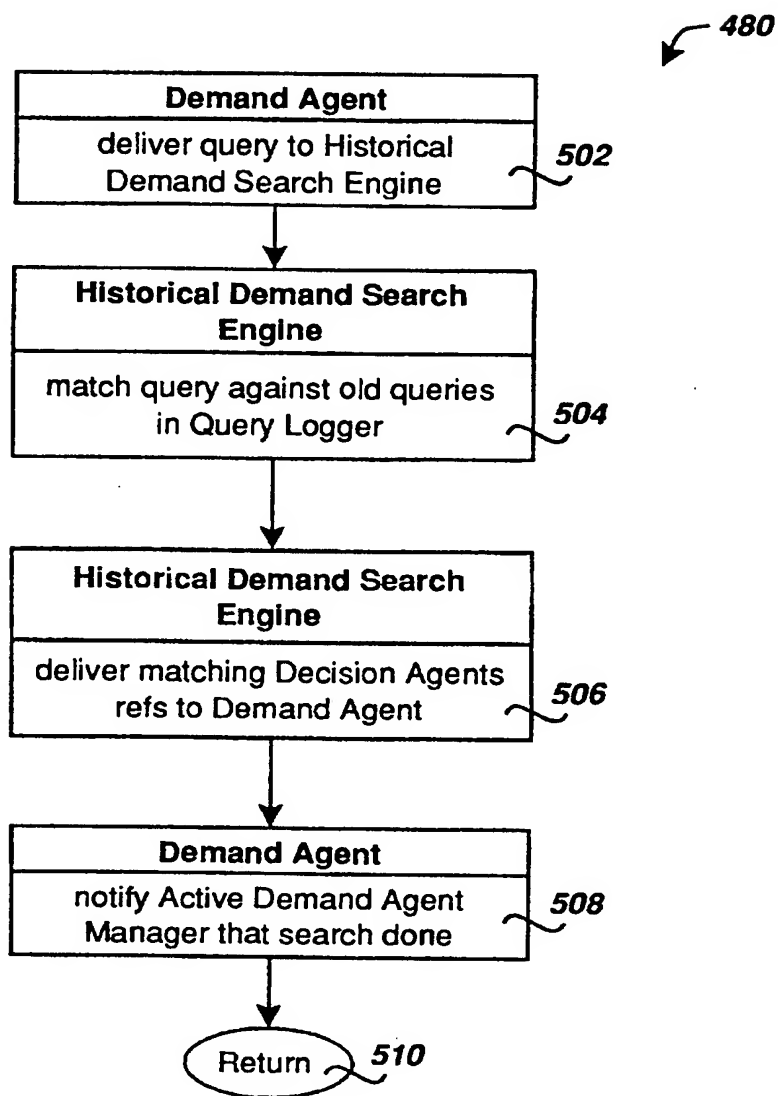 480
Demand Agent
deliver query to Historical
Demand Search Engine
502
Historical Demand Search
Engine
match query against old queries
in Query Logger
504
Historical Demand Search
Engine
deliver matching Decision Agents
refs to Demand Agent
506
Demand Agent
notify Active Demand Agent
Manager that search done
508
Return
510